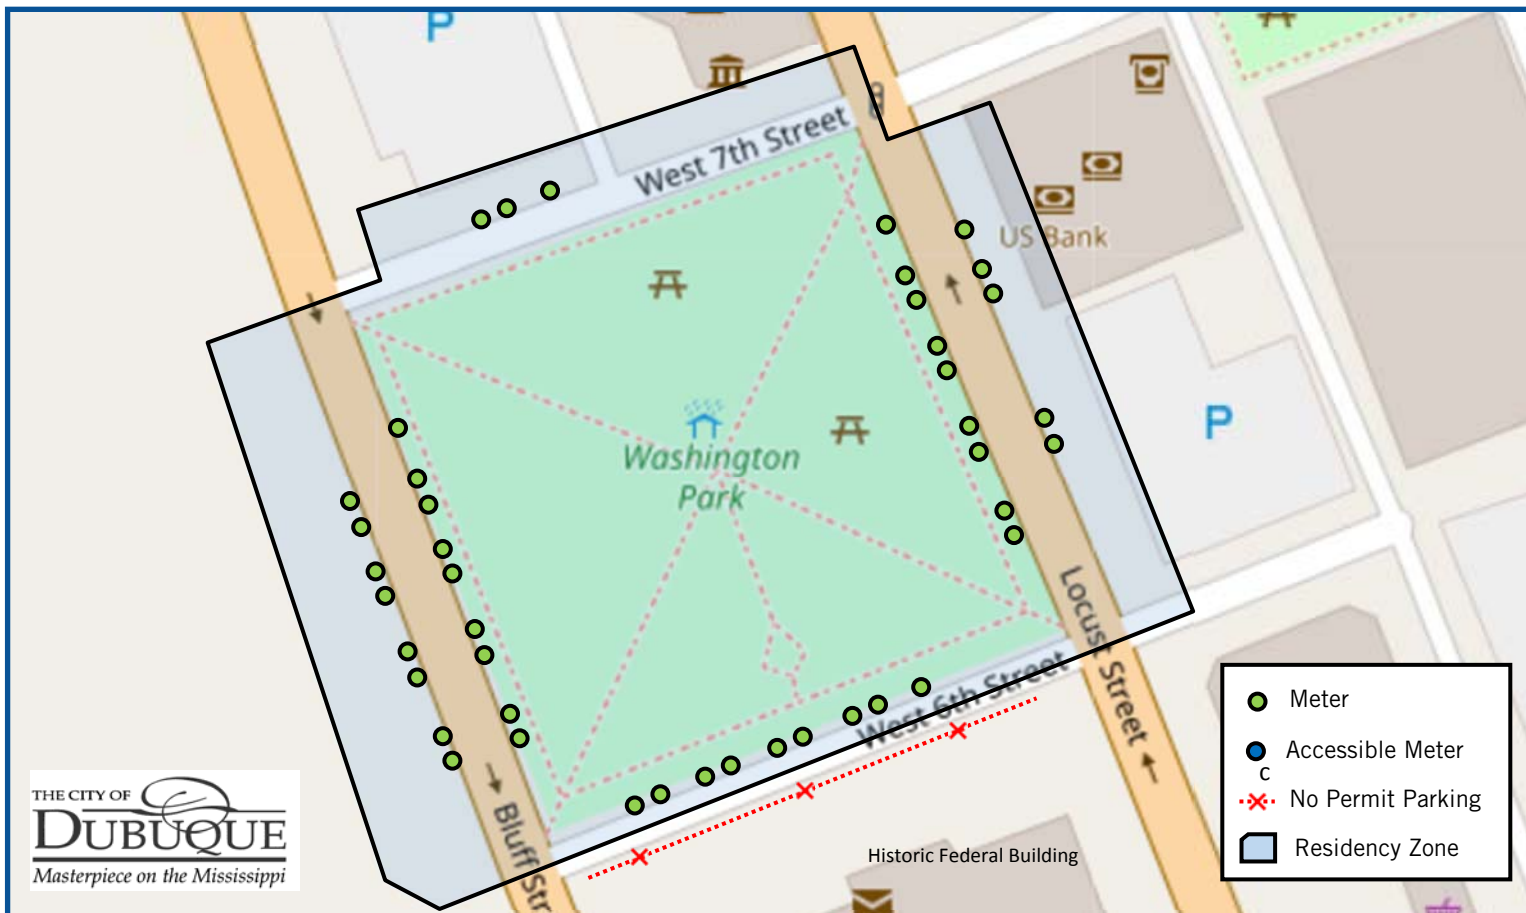 P
West 7th Street
US Bank
P
Washington
Park
Locust Street
West 6th Street
Bluff Str
Historic Federal Building
THE CITY OF
DUBUQUE
Masterpiece on the Mississippi
Meter
Accessible Meter
c
No Permit Parking
Residency Zone